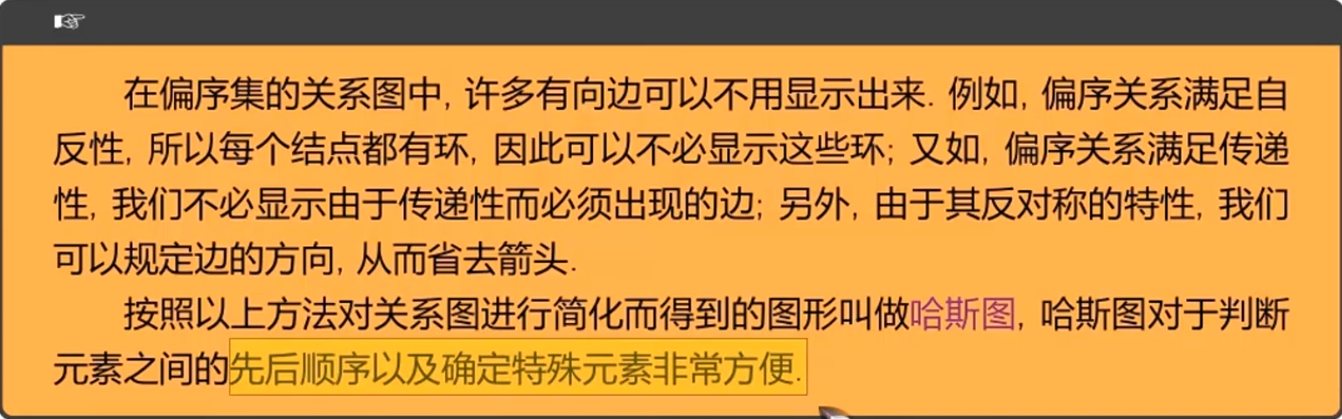 在偏序集的关系图中, 许多有向边可以不用显示出来. 例如, 偏序关系满足自
反性, 所以每个结点都有环, 因此可以不必显示这些环; 又如, 偏序关系满足传递
性, 我们不必显示由于传递性而必须出现的边; 另外, 由于其反对称的特性, 我们
可以规定边的方向, 从而省去箭头.
按照以上方法对关系图进行简化而得到的图形叫做哈斯图, 哈斯图对于判断
元素之间的先后顺序以及确定特殊元素非常方便.